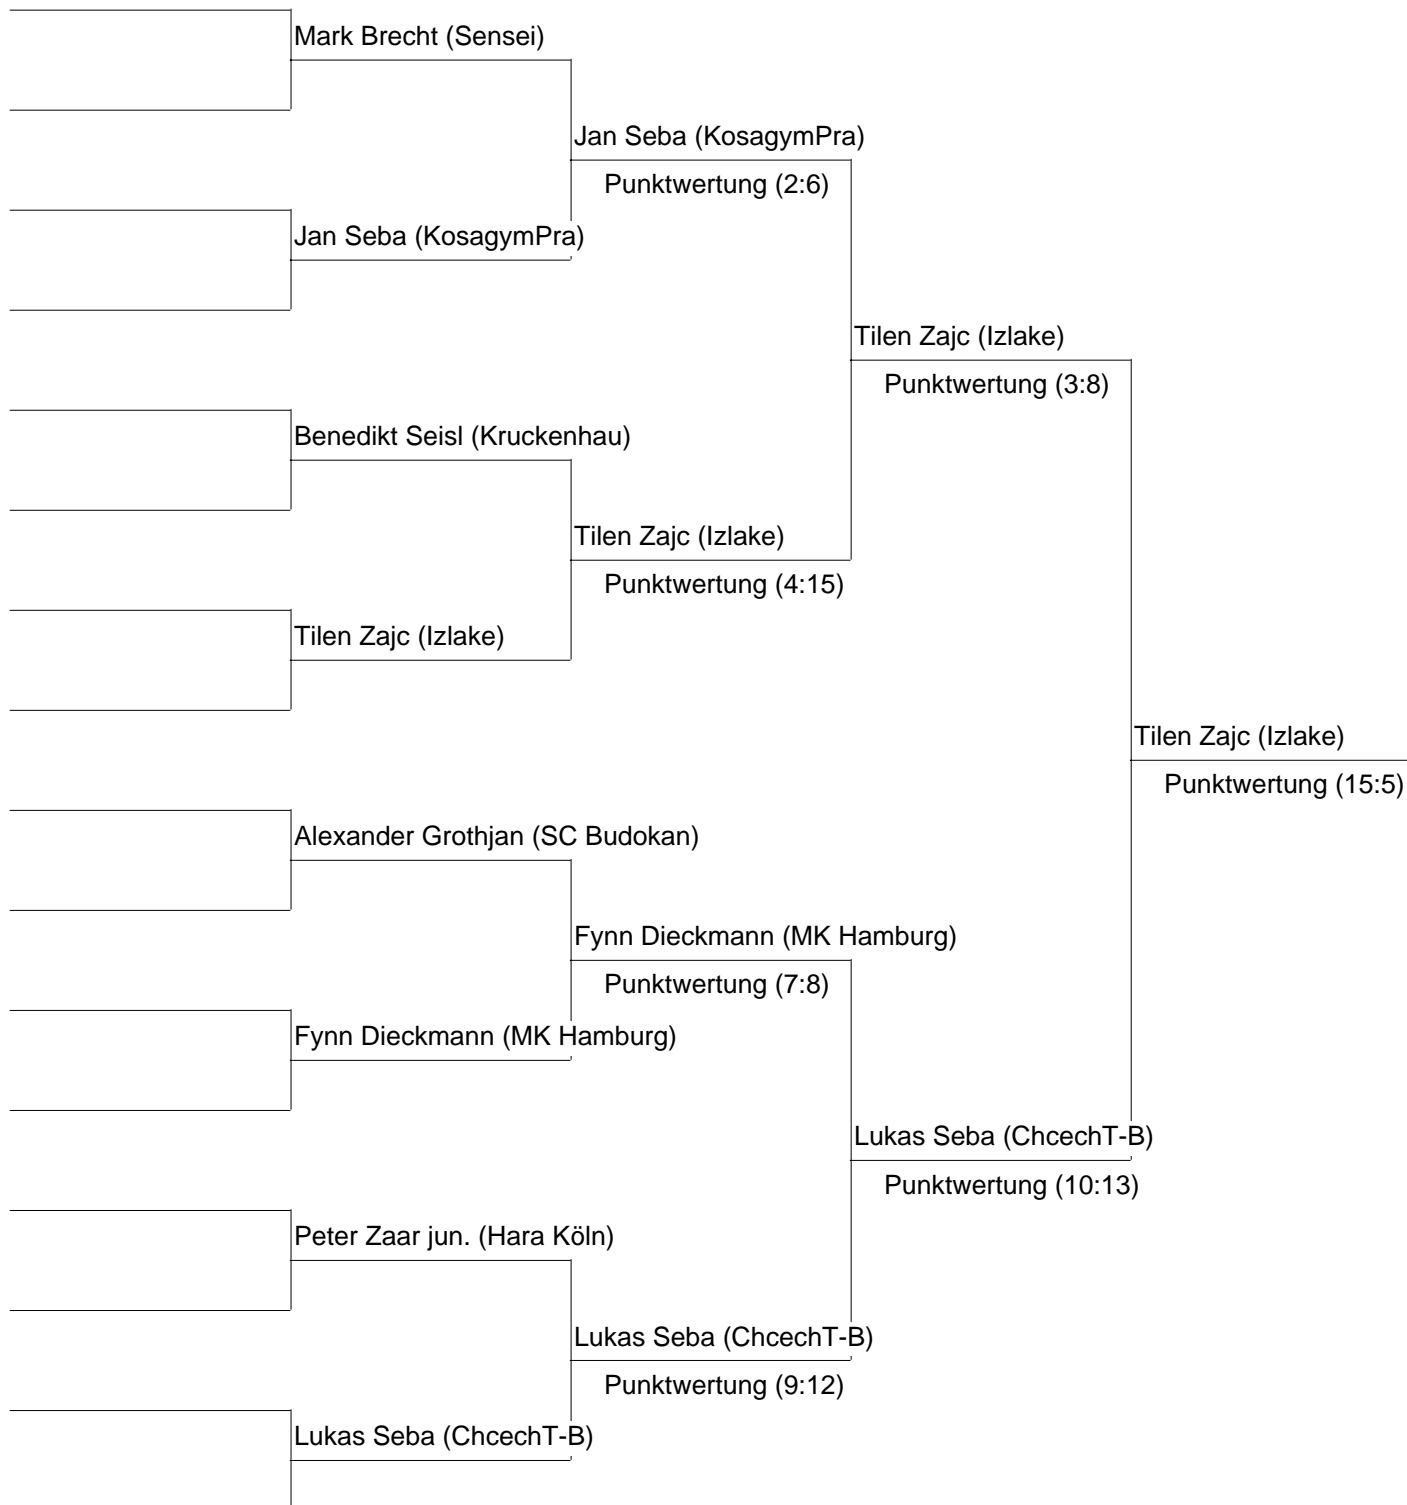 Mark Brecht (Sensei)
Jan Seba (KosagymPra)
Punktwertung (2:6)
Jan Seba (KosagymPra)
Tilen Zajc (Izlake)
Punktwertung (3:8)
Benedikt Seisl (Kruckenhau)
Tilen Zajc (Izlake)
Punktwertung (4:15)
Tilen Zajc (Izlake)
Tilen Zajc (Izlake)
Punktwertung (15:5)
Alexander Grothjan (SC Budokan)
Fynn Dieckmann (MK Hamburg)
Punktwertung (7:8)
Fynn Dieckmann (MK Hamburg)
Lukas Seba (ChcechT-B)
Punktwertung (10:13)
Peter Zaar jun. (Hara Köln)
Lukas Seba (ChcechT-B)
Punktwertung (9:12)
Lukas Seba (ChcechT-B)